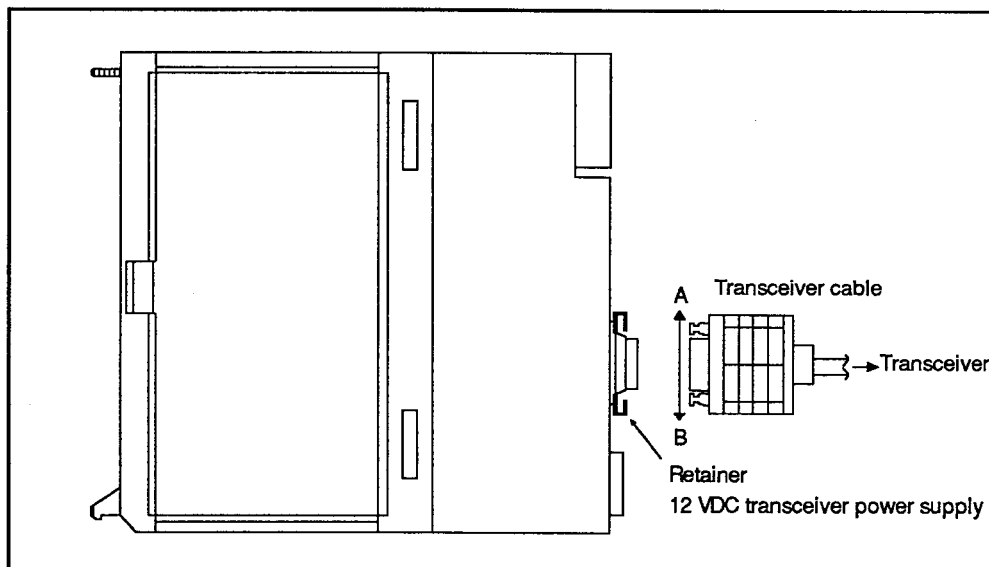 A
Transceiver cable
Transceiver
B
Retainer
12 VDC transceiver power supply